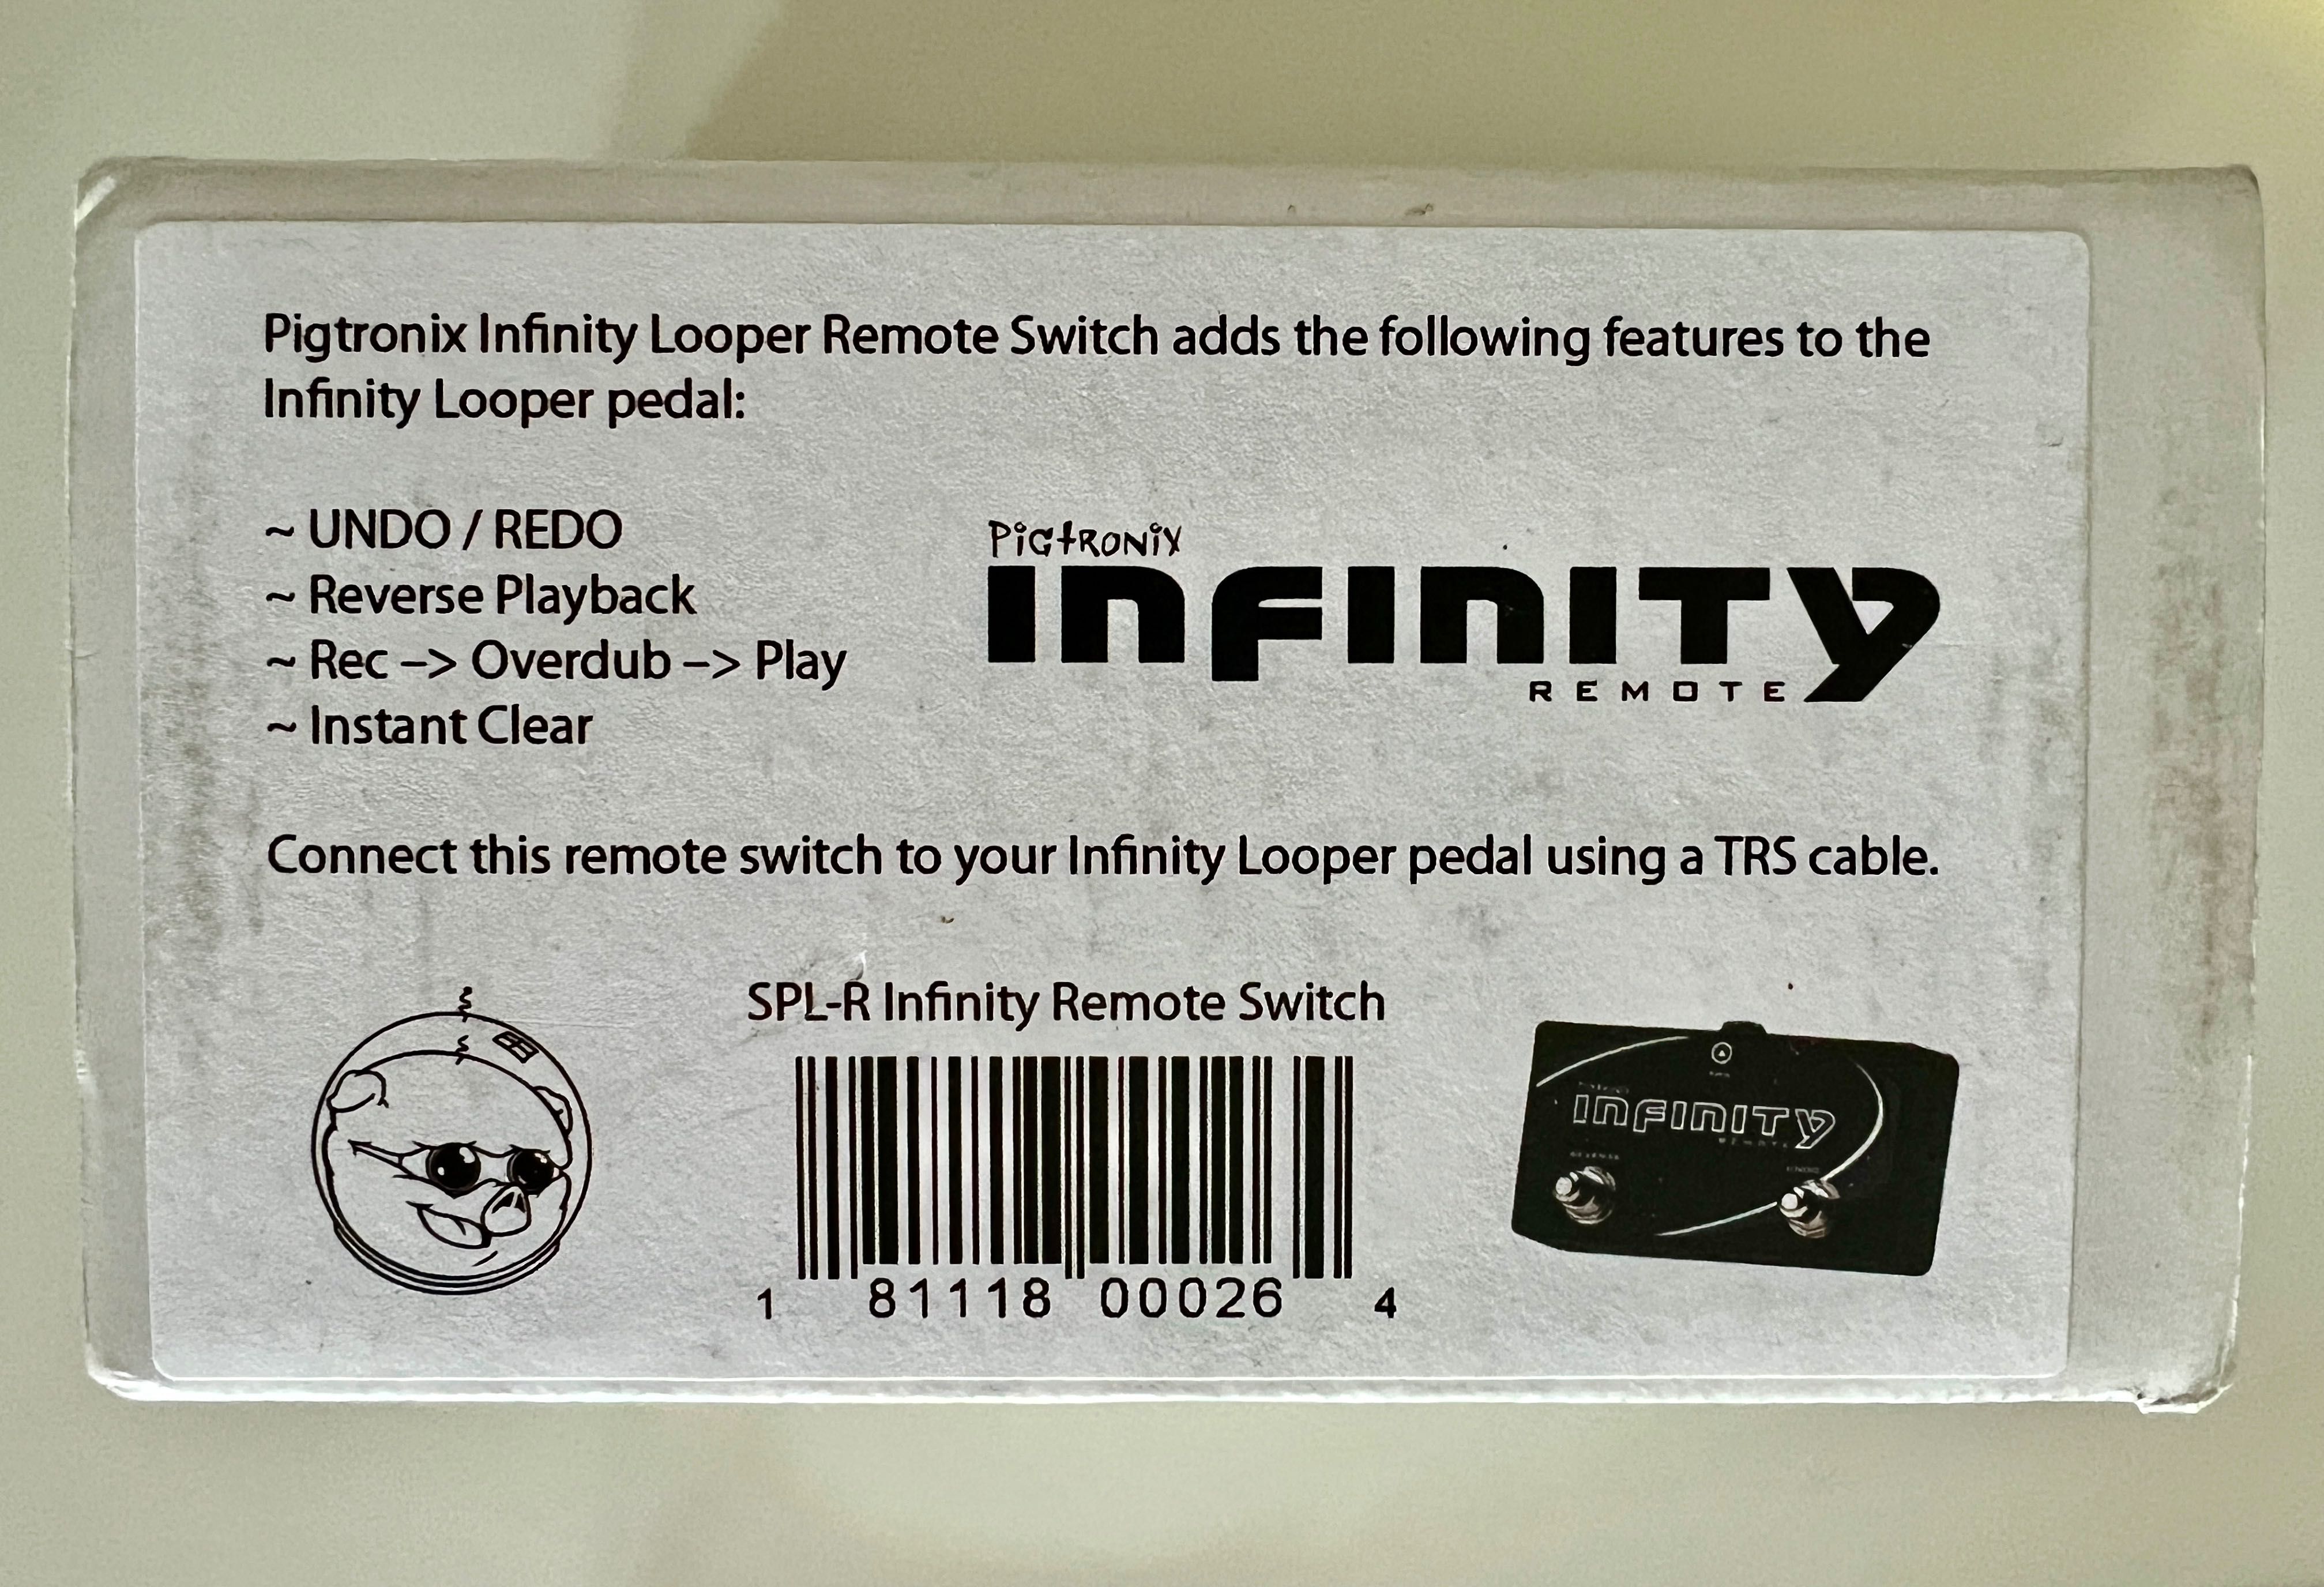 Pigtronix Infinity Looper Remote Switch adds the following features to the
Infinity Looper pedal:
~ UNDO / REDO
~ Reverse Playback
~ Rec –> Overdub –> Play
~ Instant Clear
PigtRoNiX
INFINITY
REMOTE
Connect this remote switch to your Infinity Looper pedal using a TRS cable.
SPL-R Infinity Remote Switch
1 81118 00026 4
INFINITY
REMOTE